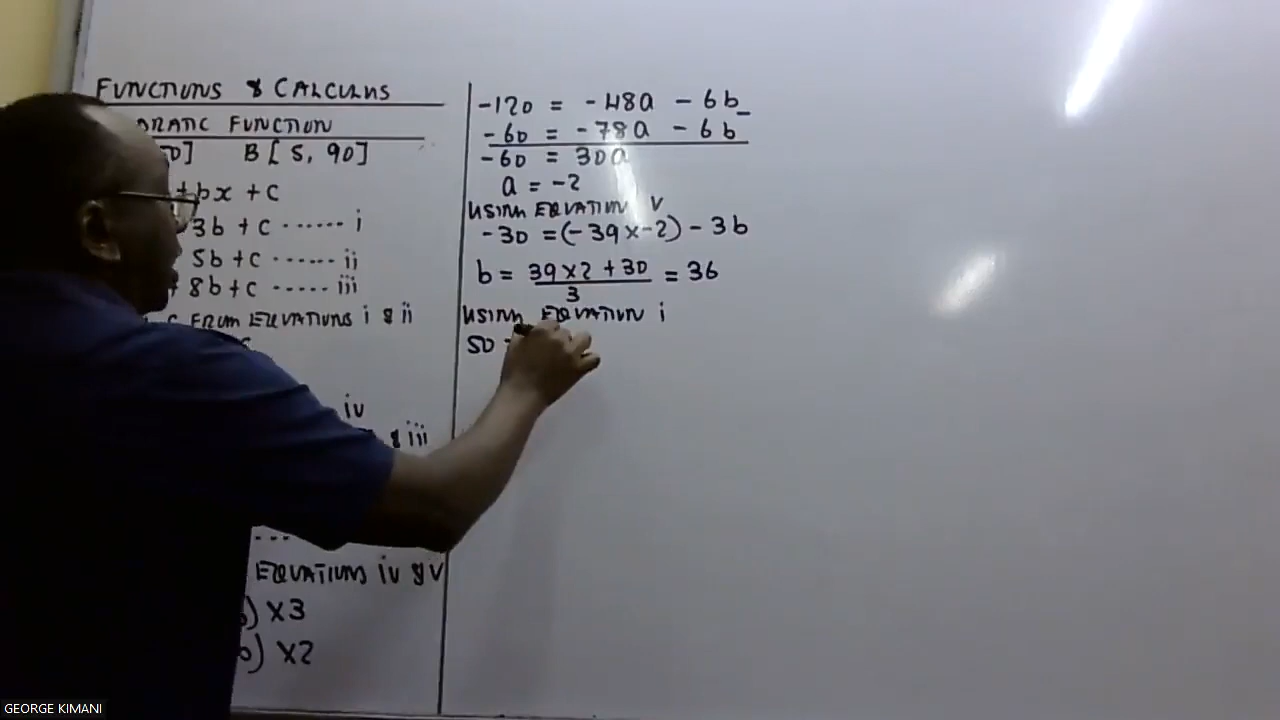 FUNCTIONS & CALCULUS
RATIC FUNCTION
0] B[5, 90]
+bx +c
3b + c ------ i
5b+c ------ ii
+ 8b+c ----- iii
C FROM EQUATIONS i & ii
iv
& iii
---
EQUATIONS iv & v
) x3
b) x2
-120 = -48a - 6b_
-60 = -78a - 6b
-60 = 30a
a = -2
USING EQUATION V
-30 =(-39x-2) - 3b
b = 39x2 +30 / 3 = 36
USING EQUATION i
50
GEORGE KIMANI